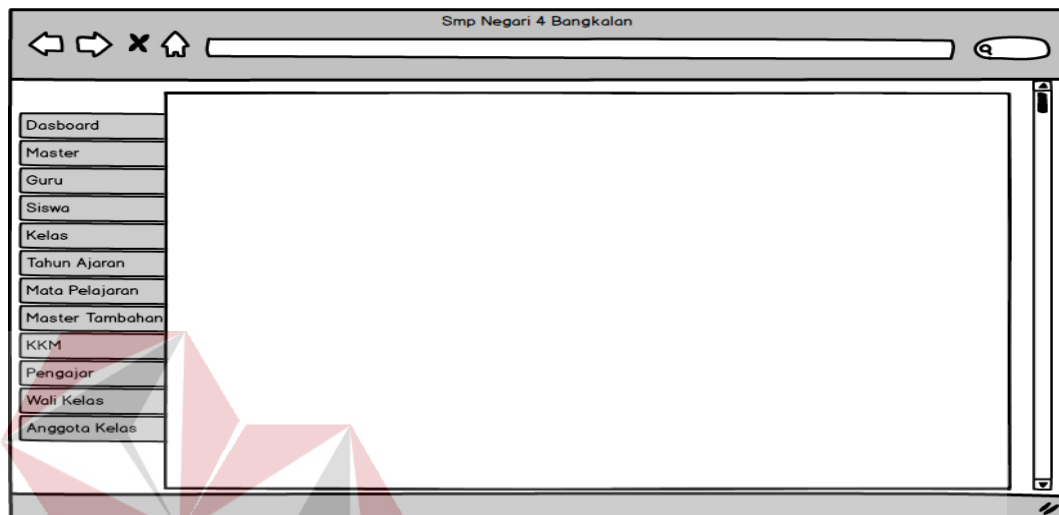 Smp Negari 4 Bangkalan
Dasboard
Master
Guru
Siswa
Kelas
Tahun Ajaran
Mata Pelajaran
Master Tambahan
KKM
Pengajar
Wali Kelas
Anggota Kelas